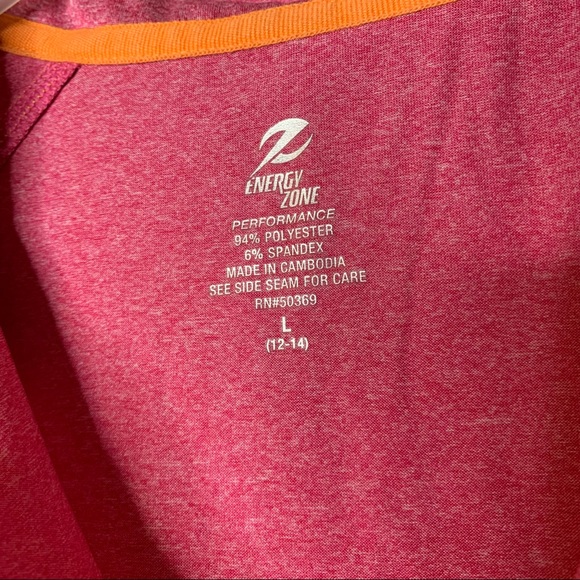 ENERGY
ZONE
PERFORMANCE
94% POLYESTER
6% SPANDEX
MADE IN CAMBODIA
SEE SIDE SEAM FOR CARE
RN#50369
L
(12-14)